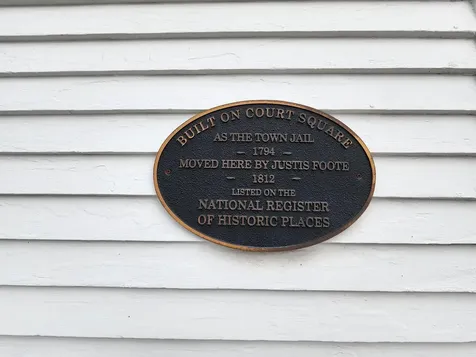 BUILT ON COURT SQUARE
AS THE TOWN JAIL
– 1794 –
MOVED HERE BY JUSTIS FOOTE
– 1812 –
LISTED ON THE
NATIONAL REGISTER
OF HISTORIC PLACES